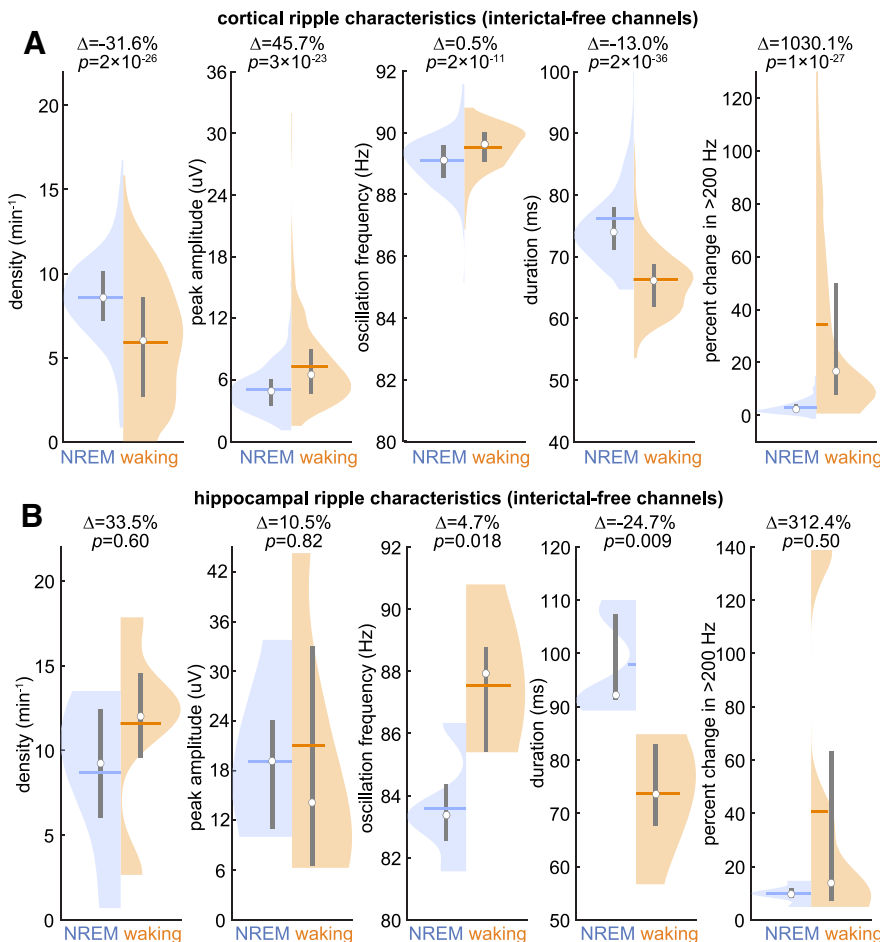 A
cortical ripple characteristics (interictal-free channels)
Δ=-31.6%
p=2×10⁻²⁶
Δ=45.7%
p=3×10⁻²³
Δ=0.5%
p=2×10⁻¹¹
Δ=-13.0%
p=2×10⁻³⁶
Δ=1030.1%
p=1×10⁻²⁷
density (min⁻¹)
20
15
10
5
0
NREM waking
peak amplitude (uV)
36
30
24
18
12
6
0
NREM waking
oscillation frequency (Hz)
92
90
88
86
84
82
80
NREM waking
duration (ms)
100
90
80
70
60
50
40
NREM waking
percent change in >200 Hz
120
100
80
60
40
20
0
NREM waking
B
hippocampal ripple characteristics (interictal-free channels)
Δ=33.5%
p=0.60
Δ=10.5%
p=0.82
Δ=4.7%
p=0.018
Δ=-24.7%
p=0.009
Δ=312.4%
p=0.50
density (min⁻¹)
20
15
10
5
0
NREM waking
peak amplitude (uV)
42
36
30
24
18
12
6
0
NREM waking
oscillation frequency (Hz)
92
90
88
86
84
82
80
NREM waking
duration (ms)
110
100
90
80
70
60
50
NREM waking
percent change in >200 Hz
140
120
100
80
60
40
20
0
NREM waking